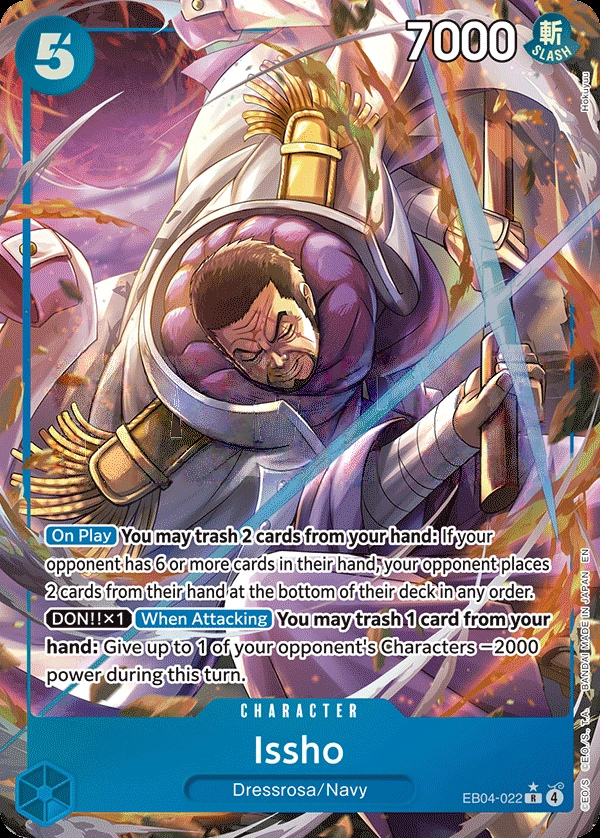 5
7000
斬
SLASH
Hokuyuu
On Play You may trash 2 cards from your hand: If your
opponent has 6 or more cards in their hand, your opponent places
2 cards from their hand at the bottom of their deck in any order.
DON!!×1 When Attacking You may trash 1 card from your
hand: Give up to 1 of your opponent's Characters −2000
power during this turn.
CHARACTER
Issho
Dressrosa/Navy
EB04-022 R 4
©EO/S ©EO/S, T.A. BANDAI MADE IN JAPAN EN